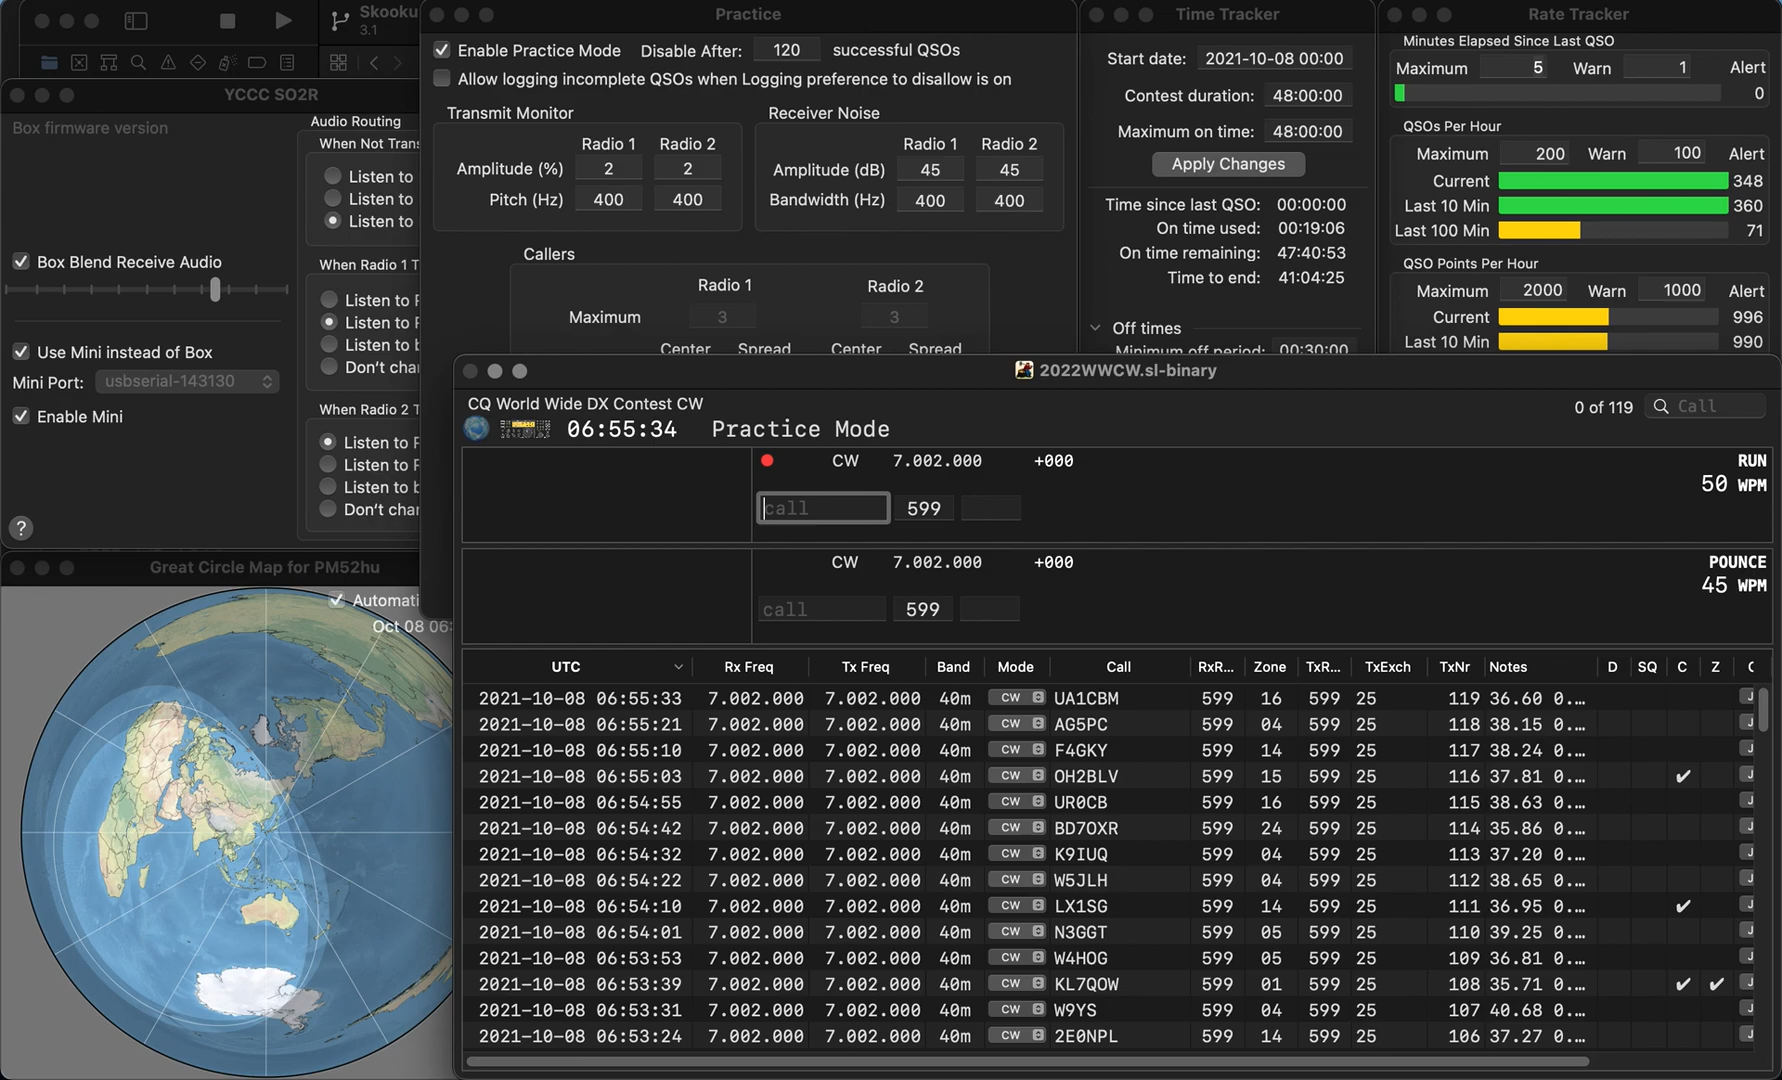 Skooku
3.1
YCCC SO2R
Box firmware version
Audio Routing
When Not Trans
Listen to
Listen to
Listen to
Box Blend Receive Audio
When Radio 1 T
Listen to F
Listen to F
Listen to b
Don't char
Use Mini instead of Box
Mini Port: usbserial-143130
Enable Mini
When Radio 2 T
Listen to F
Listen to F
Listen to b
Don't char
?
Practice
Enable Practice Mode Disable After: 120 successful QSOs
Allow logging incomplete QSOs when Logging preference to disallow is on
Transmit Monitor
Radio 1 Radio 2
Amplitude (%) 2 2
Pitch (Hz) 400 400
Receiver Noise
Radio 1 Radio 2
Amplitude (dB) 45 45
Bandwidth (Hz) 400 400
Callers
Radio 1 Radio 2
Maximum 3 3
Center Spread Center Spread
Time Tracker
Start date: 2021-10-08 00:00
Contest duration: 48:00:00
Maximum on time: 48:00:00
Apply Changes
Time since last QSO: 00:00:00
On time used: 00:19:06
On time remaining: 47:40:53
Time to end: 41:04:25
Off times
Minimum off period: 00:30:00
Rate Tracker
Minutes Elapsed Since Last QSO
Maximum 5 Warn 1 Alert
0
QSOs Per Hour
Maximum 200 Warn 100 Alert
Current 348
Last 10 Min 360
Last 100 Min 71
QSO Points Per Hour
Maximum 2000 Warn 1000 Alert
Current 996
Last 10 Min 990
Great Circle Map for PM52hu
Automati
Oct 08 06:
2022WWCW.sl-binary
CQ World Wide DX Contest CW
0 of 119 Call
06:55:34 Practice Mode
CW 7.002.000 +000 RUN
50 WPM
call 599
CW 7.002.000 +000 POUNCE
45 WPM
call 599
UTC Rx Freq Tx Freq Band Mode Call RxR... Zone TxR... TxExch TxNr Notes D SQ C Z
2021-10-08 06:55:33 7.002.000 7.002.000 40m CW UA1CBM 599 16 599 25 119 36.60 0....
2021-10-08 06:55:21 7.002.000 7.002.000 40m CW AG5PC 599 04 599 25 118 38.15 0....
2021-10-08 06:55:10 7.002.000 7.002.000 40m CW F4GKY 599 14 599 25 117 38.24 0....
2021-10-08 06:55:03 7.002.000 7.002.000 40m CW OH2BLV 599 15 599 25 116 37.81 0.... ✔
2021-10-08 06:54:55 7.002.000 7.002.000 40m CW UR0CB 599 16 599 25 115 38.63 0....
2021-10-08 06:54:42 7.002.000 7.002.000 40m CW BD7OXR 599 24 599 25 114 35.86 0....
2021-10-08 06:54:32 7.002.000 7.002.000 40m CW K9IUQ 599 04 599 25 113 37.20 0....
2021-10-08 06:54:22 7.002.000 7.002.000 40m CW W5JLH 599 04 599 25 112 38.65 0....
2021-10-08 06:54:10 7.002.000 7.002.000 40m CW LX1SG 599 14 599 25 111 36.95 0.... ✔
2021-10-08 06:54:01 7.002.000 7.002.000 40m CW N3GGT 599 05 599 25 110 39.25 0....
2021-10-08 06:53:53 7.002.000 7.002.000 40m CW W4HOG 599 05 599 25 109 36.81 0....
2021-10-08 06:53:39 7.002.000 7.002.000 40m CW KL7QOW 599 01 599 25 108 35.71 0.... ✔ ✔
2021-10-08 06:53:31 7.002.000 7.002.000 40m CW W9YS 599 04 599 25 107 40.68 0....
2021-10-08 06:53:24 7.002.000 7.002.000 40m CW 2E0NPL 599 14 599 25 106 37.27 0....